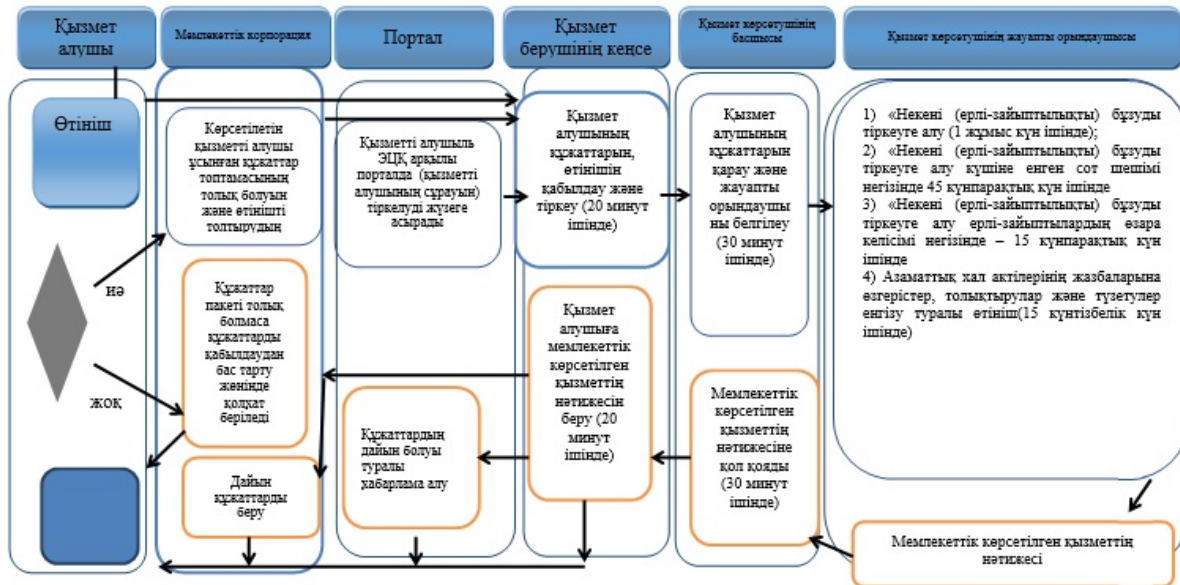 Қызмет
алушы
Мемлекеттік корпорация
Портал
Қызмет
берушінің кеңсе
Қызмет көрсетушінің
басшысы
Қызмет көрсетушінің жауапты орындаушысы
Өтініш
иә
жоқ
Көрсетілетін
қызметті алушы
ұсынған құжаттар
топтамасының
толық болуын
және өтінішті
толтырудың
Құжаттар
пакеті толық
болмаса
құжаттарды
қабылдаудан
бас тарту
жөнінде
қолхат
беріледі
Дайын
құжаттарды
беру
Қызметті алушыль
ЭЦҚ арқылы
порталда (қызметті
алушының сұрауын)
тіркелуді жүзеге
асырады
Құжаттардың
дайын болуы
туралы
хабарлама алу
Қызмет
алушының
құжаттарын,
өтінішін
қабылдау және
тіркеу (20 минут
ішінде)
Қызмет
алушыға
мемлекеттік
көрсетілген
қызметтің
нәтижесін
беру (20
минут
ішінде)
Қызмет
алушының
құжаттарын
қарау және
жауапты
орындаушы
ны белгілеу
(30 минут
ішінде)
Мемлекеттік
көрсетілген
қызметтің
нәтижесіне
қол қояды
(30 минут
ішінде)
1) «Некені (ерлі-зайыптылықты) бұзуды
тіркеуге алу (1 жұмыс күн ішінде);
2) «Некені (ерлі-зайыптылықты) бұзуды
тіркеуге алу күшіне енген сот шешімі
негізінде 45 күнпарақтық күн ішінде
3) «Некені (ерлі-зайыптылықты) бұзуды
тіркеуге алу ерлі-зайыптылардың өзара
келісімі негізінде – 15 күнпарақтық күн
ішінде
4) Азаматтық хал актілерінің жазбаларына
өзгерістер, толықтырулар және түзетулер
енгізу туралы өтініш(15 күнтізбелік күн
ішінде)
Мемлекеттік көрсетілген қызметтің
нәтижесі